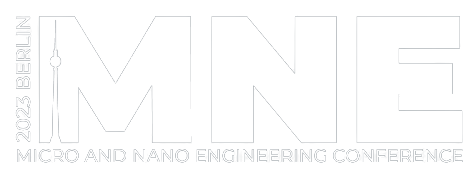 2023 BERLIN
MNE
MICRO AND NANO ENGINEERING CONFERENCE